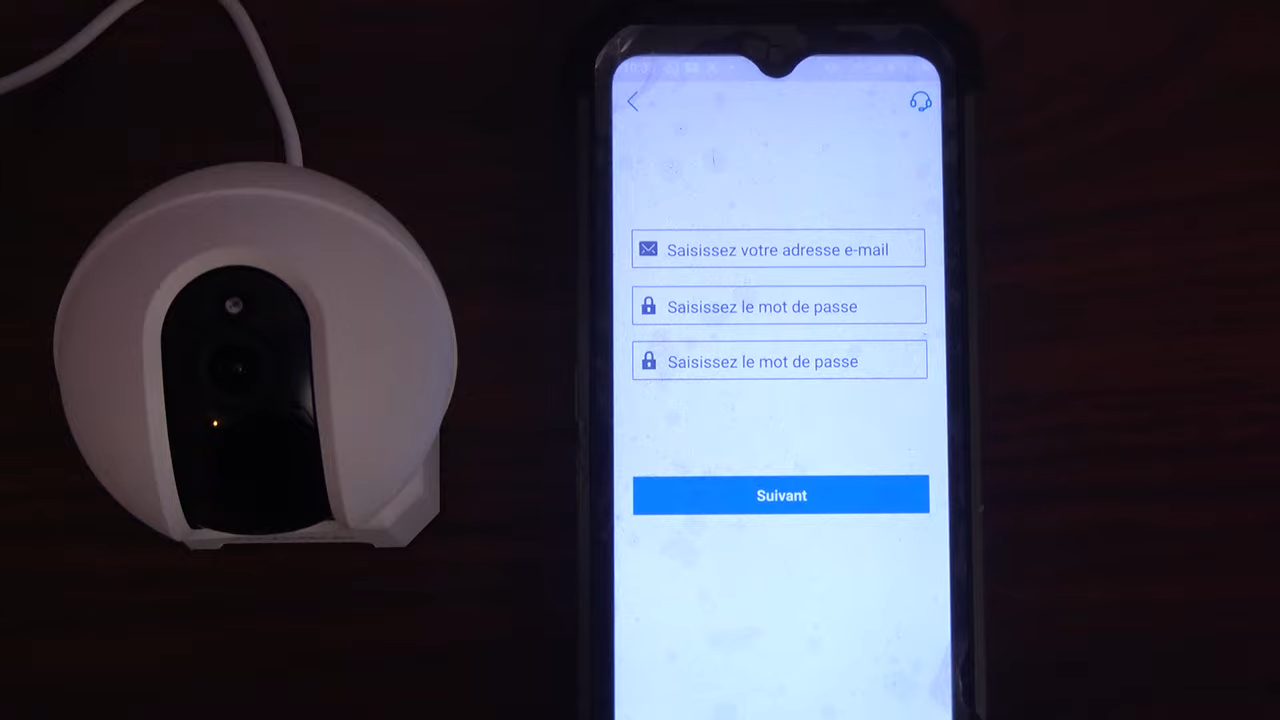 Saisissez votre adresse e-mail
Saisissez le mot de passe
Saisissez le mot de passe
Suivant